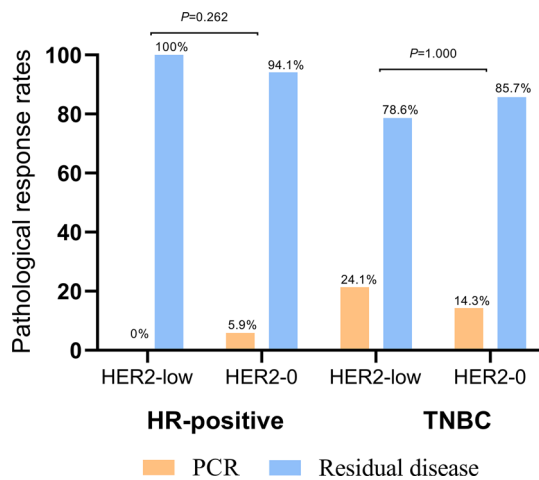 Pathological response rates
P=0.262
P=1.000
100
80
60
40
20
0
0%
100%
5.9%
94.1%
24.1%
78.6%
14.3%
85.7%
HER2-low
HER2-0
HER2-low
HER2-0
HR-positive
TNBC
PCR
Residual disease